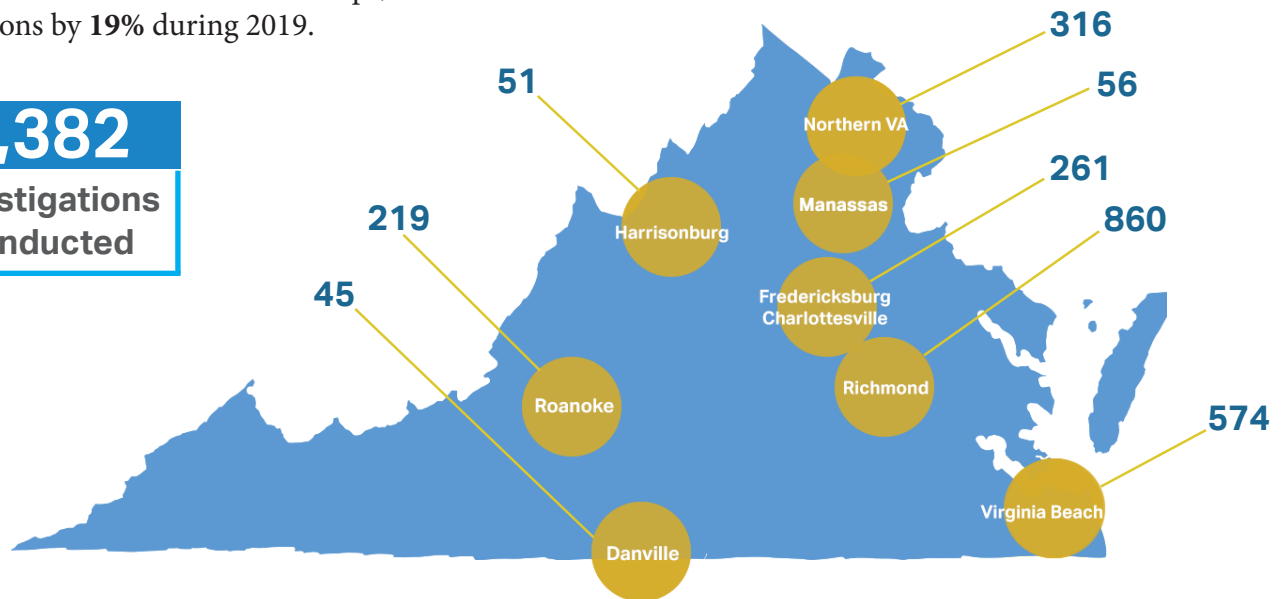 ons by 19% during 2019.
,382
stigations
nducted
316
51
56
Northern VA
261
Manassas
219
860
Harrisonburg
45
Fredericksburg
Charlottesville
Richmond
Roanoke
574
Virginia Beach
Danville